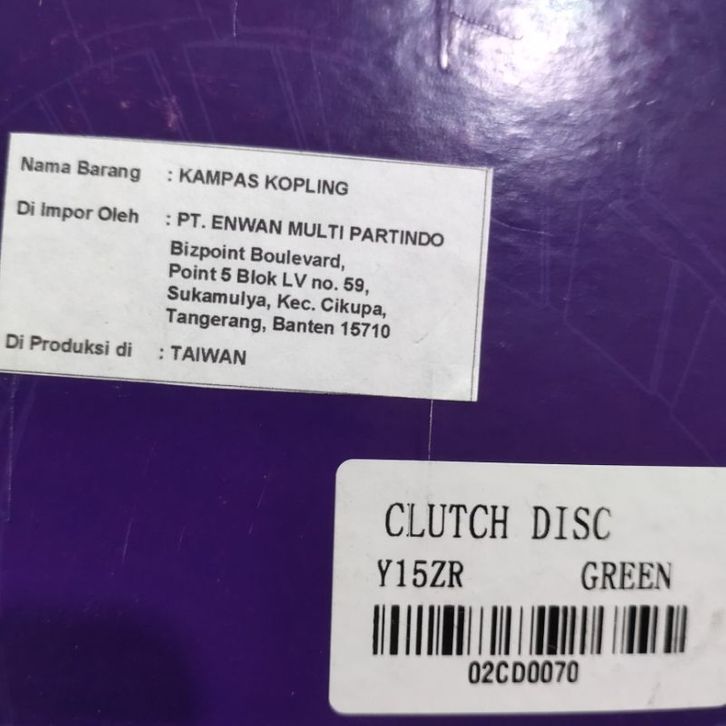 Nama Barang : KAMPAS KOPLING
Di Impor Oleh : PT. ENWAN MULTI PARTINDO
Bizpoint Boulevard,
Point 5 Blok LV no. 59,
Sukamulya, Kec. Cikupa,
Tangerang, Banten 15710
Di Produksi di : TAIWAN
CLUTCH DISC
Y15ZR GREEN
02CD0070